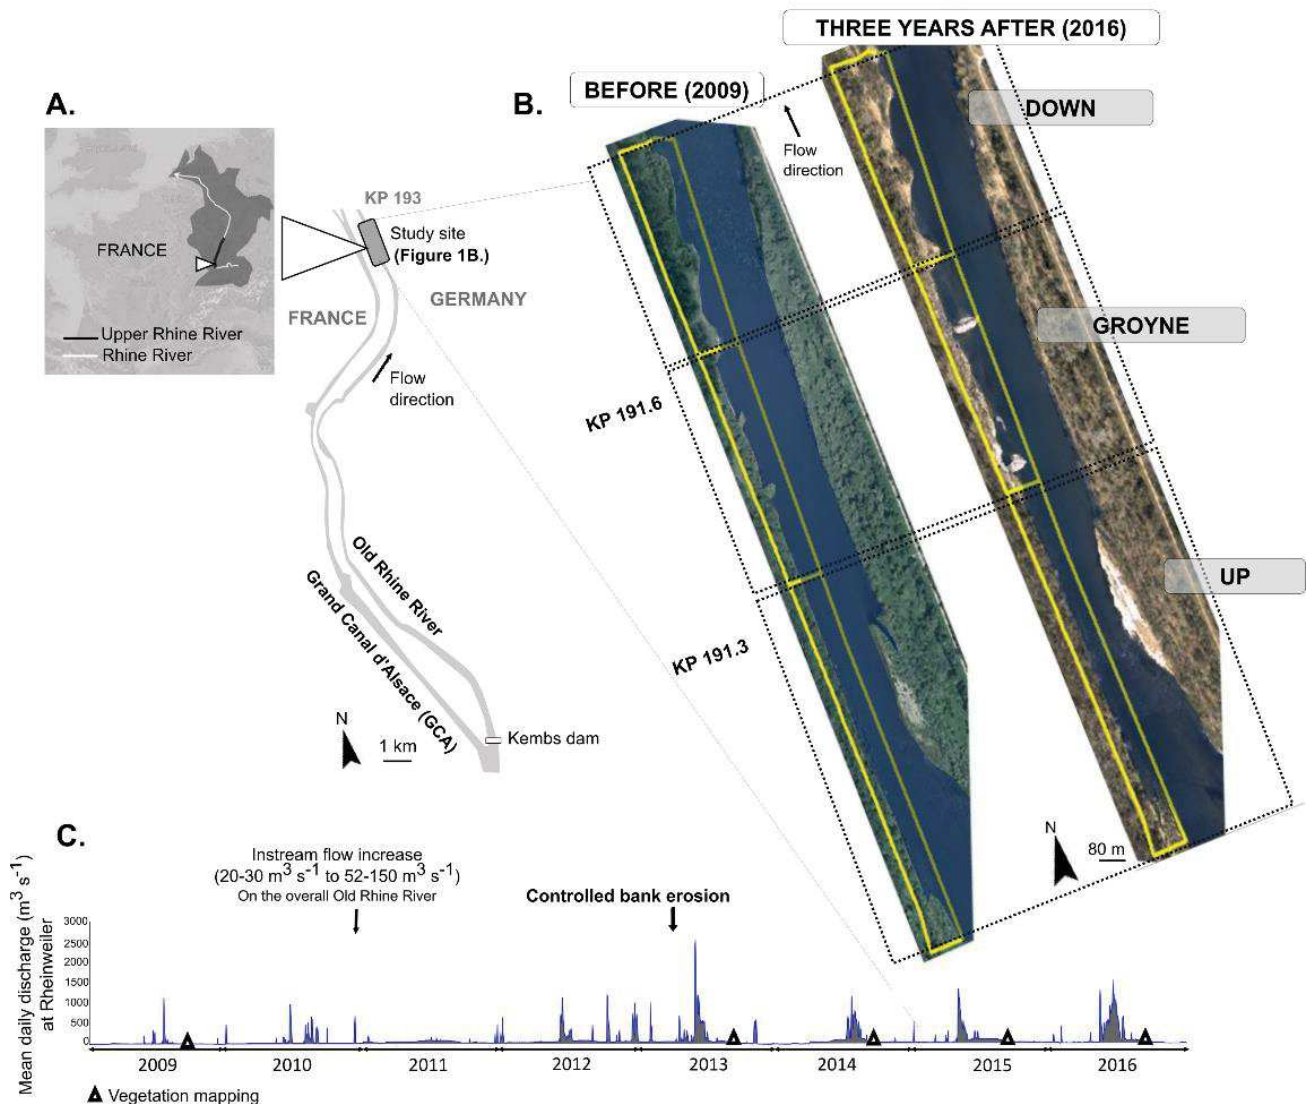 THREE YEARS AFTER (2016)
BEFORE (2009)
A.
B.
DOWN
Flow
direction
KP 193
Study site
(Figure 1B.)
FRANCE
GERMANY
FRANCE
Upper Rhine River
Rhine River
Flow
direction
GROYNE
KP 191.6
UP
KP 191.3
Old Rhine River
Grand Canal d'Alsace (GCA)
N
1 km
Kembs dam
N
80 m
C.
Instream flow increase
(20-30 m³ s⁻¹ to 52-150 m³ s⁻¹)
On the overall Old Rhine River
Controlled bank erosion
Mean daily discharge (m³ s⁻¹)
at Rheinweiler
3000
2500
2000
1500
1000
500
0
2009 2010 2011 2012 2013 2014 2015 2016
Vegetation mapping